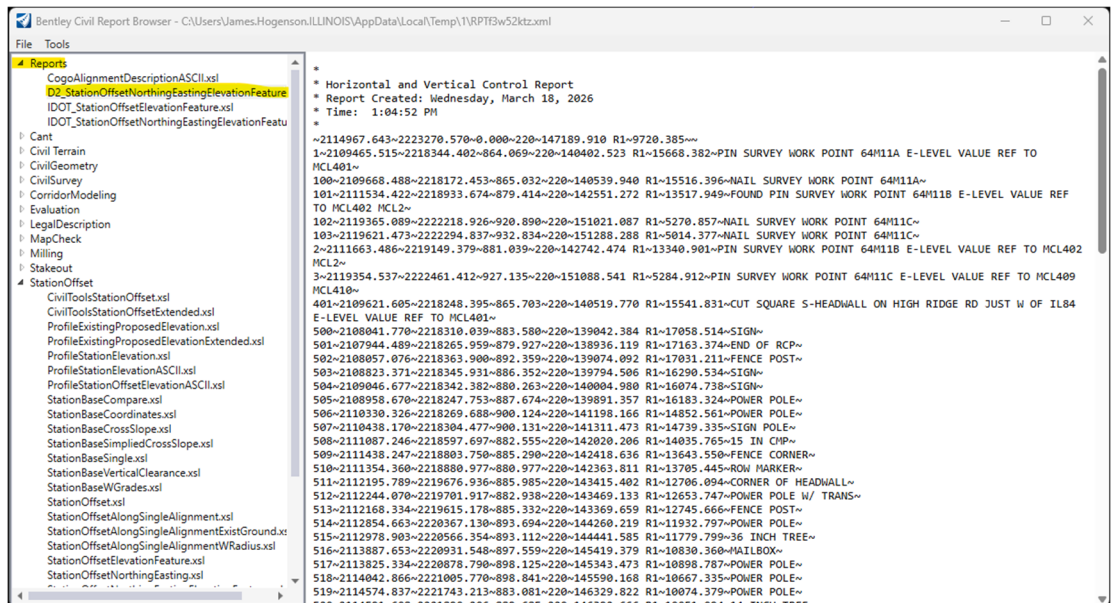 Bentley Civil Report Browser - C:\Users\James.Hogenson.ILLINOIS\AppData\Local\Temp\1\RPTf3w52ktz.xml
File Tools
Reports
CogoAlignmentDescriptionASCII.xsl
D2_StationOffsetNorthingEastingElevationFeature
IDOT_StationOffsetElevationFeature.xsl
IDOT_StationOffsetNorthingEastingElevationFeatu
Cant
Civil Terrain
CivilGeometry
CivilSurvey
CorridorModeling
Evaluation
LegalDescription
MapCheck
Milling
Stakeout
StationOffset
CivilToolsStationOffset.xsl
CivilToolsStationOffsetExtended.xsl
ProfileExistingProposedElevation.xsl
ProfileExistingProposedElevationExtended.xsl
ProfileStationElevation.xsl
ProfileStationElevationASCII.xsl
ProfileStationOffsetElevationASCII.xsl
StationBaseCompare.xsl
StationBaseCoordinates.xsl
StationBaseCrossSlope.xsl
StationBaseSimpliedCrossSlope.xsl
StationBaseSingle.xsl
StationBaseVerticalClearance.xsl
StationBaseWGrades.xsl
StationOffset.xsl
StationOffsetAlongSingleAlignment.xsl
StationOffsetAlongSingleAlignmentExistGround.xs
StationOffsetAlongSingleAlignmentWRadius.xsl
StationOffsetElevationFeature.xsl
StationOffsetNorthingEasting.xsl
*
* Horizontal and Vertical Control Report
* Report Created: Wednesday, March 18, 2026
* Time: 1:04:52 PM
*
~2114967.643~2223270.570~0.000~220~147189.910 R1~9720.385~~
1~2109465.515~2218344.402~864.069~220~140402.523 R1~15668.382~PIN SURVEY WORK POINT 64M11A E-LEVEL VALUE REF TO
MCL401~
100~2109668.488~2218172.453~865.032~220~140539.940 R1~15516.396~NAIL SURVEY WORK POINT 64M11A~
101~2111534.422~2218933.674~879.414~220~142551.272 R1~13517.949~FOUND PIN SURVEY WORK POINT 64M11B E-LEVEL VALUE REF
TO MCL402 MCL2~
102~2119365.089~2222218.926~920.890~220~151021.087 R1~5270.857~NAIL SURVEY WORK POINT 64M11C~
103~2119621.473~2222294.837~932.834~220~151288.288 R1~5014.377~NAIL SURVEY WORK POINT 64M11C~
2~2111663.486~2219149.379~881.039~220~142742.474 R1~13340.901~PIN SURVEY WORK POINT 64M11B E-LEVEL VALUE REF TO MCL402
MCL2~
3~2119354.537~2222461.412~927.135~220~151088.541 R1~5284.912~PIN SURVEY WORK POINT 64M11C E-LEVEL VALUE REF TO MCL409
MCL410~
401~2109621.605~2218248.395~865.703~220~140519.770 R1~15541.831~CUT SQUARE S-HEADWALL ON HIGH RIDGE RD JUST W OF IL84
E-LEVEL VALUE REF TO MCL401~
500~2108041.770~2218310.039~883.580~220~139042.384 R1~17058.514~SIGN~
501~2107944.489~2218265.959~879.927~220~138936.119 R1~17163.374~END OF RCP~
502~2108057.076~2218363.900~892.359~220~139074.092 R1~17031.211~FENCE POST~
503~2108823.371~2218345.931~886.352~220~139794.506 R1~16290.534~SIGN~
504~2109046.677~2218342.382~880.263~220~140004.980 R1~16074.738~SIGN~
505~2108958.670~2218247.753~887.674~220~139891.357 R1~16183.324~POWER POLE~
506~2110330.326~2218269.688~900.124~220~141198.166 R1~14852.561~POWER POLE~
507~2110438.170~2218304.477~900.131~220~141311.473 R1~14739.335~SIGN POLE~
508~2111087.246~2218597.697~882.555~220~142020.206 R1~14035.765~15 IN CMP~
509~2111438.247~2218803.750~885.290~220~142418.636 R1~13643.550~FENCE CORNER~
510~2111354.360~2218880.977~880.977~220~142363.811 R1~13705.445~ROW MARKER~
511~2112195.789~2219676.936~885.985~220~143415.402 R1~12706.094~CORNER OF HEADWALL~
512~2112244.070~2219701.917~882.938~220~143469.133 R1~12653.747~POWER POLE W/ TRANS~
513~2112168.334~2219615.178~885.332~220~143369.659 R1~12745.666~FENCE POST~
514~2112854.663~2220367.130~893.694~220~144260.219 R1~11932.797~POWER POLE~
515~2112978.903~2220566.354~893.112~220~144441.585 R1~11779.799~36 INCH TREE~
516~2113887.653~2220931.548~897.559~220~145419.379 R1~10830.360~MAILBOX~
517~2113825.334~2220878.790~898.125~220~145343.473 R1~10898.787~POWER POLE~
518~2114042.866~2221005.770~898.841~220~145590.168 R1~10667.335~POWER POLE~
519~2114574.837~2221743.213~883.081~220~146329.822 R1~10074.379~POWER POLE~